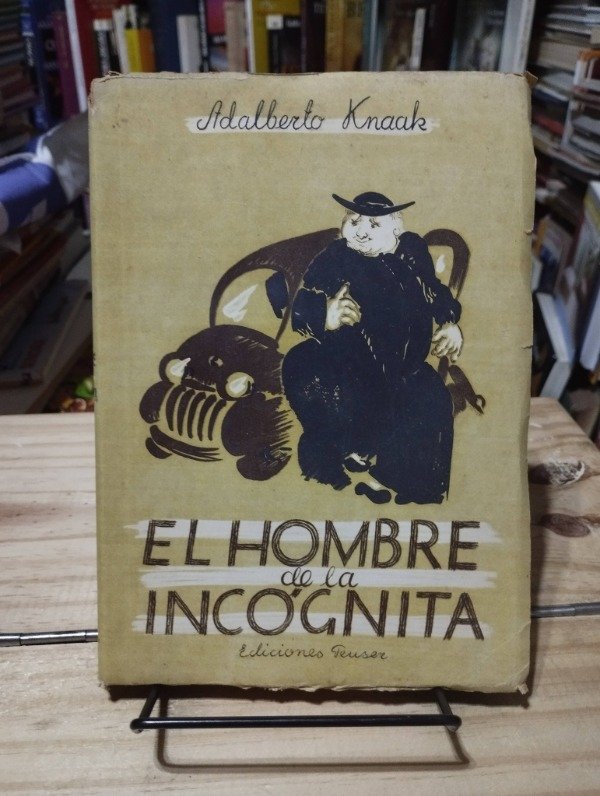 Adalberto Knaak
EL HOMBRE
de la
INCÓGNITA
Ediciones Peuser